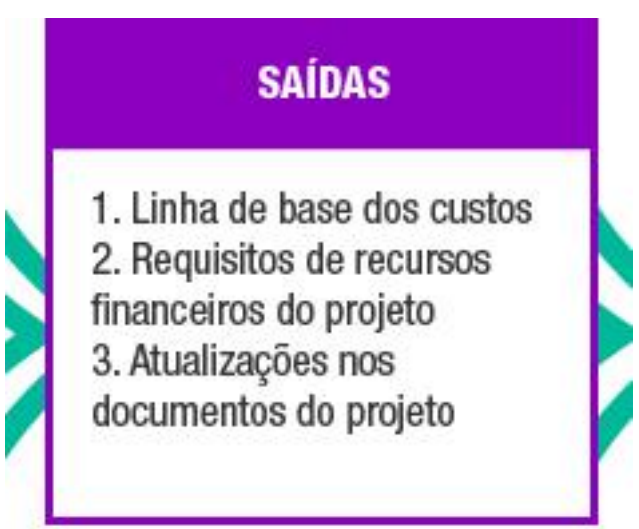 SAÍDAS
1. Linha de base dos custos
2. Requisitos de recursos
financeiros do projeto
3. Atualizações nos
documentos do projeto